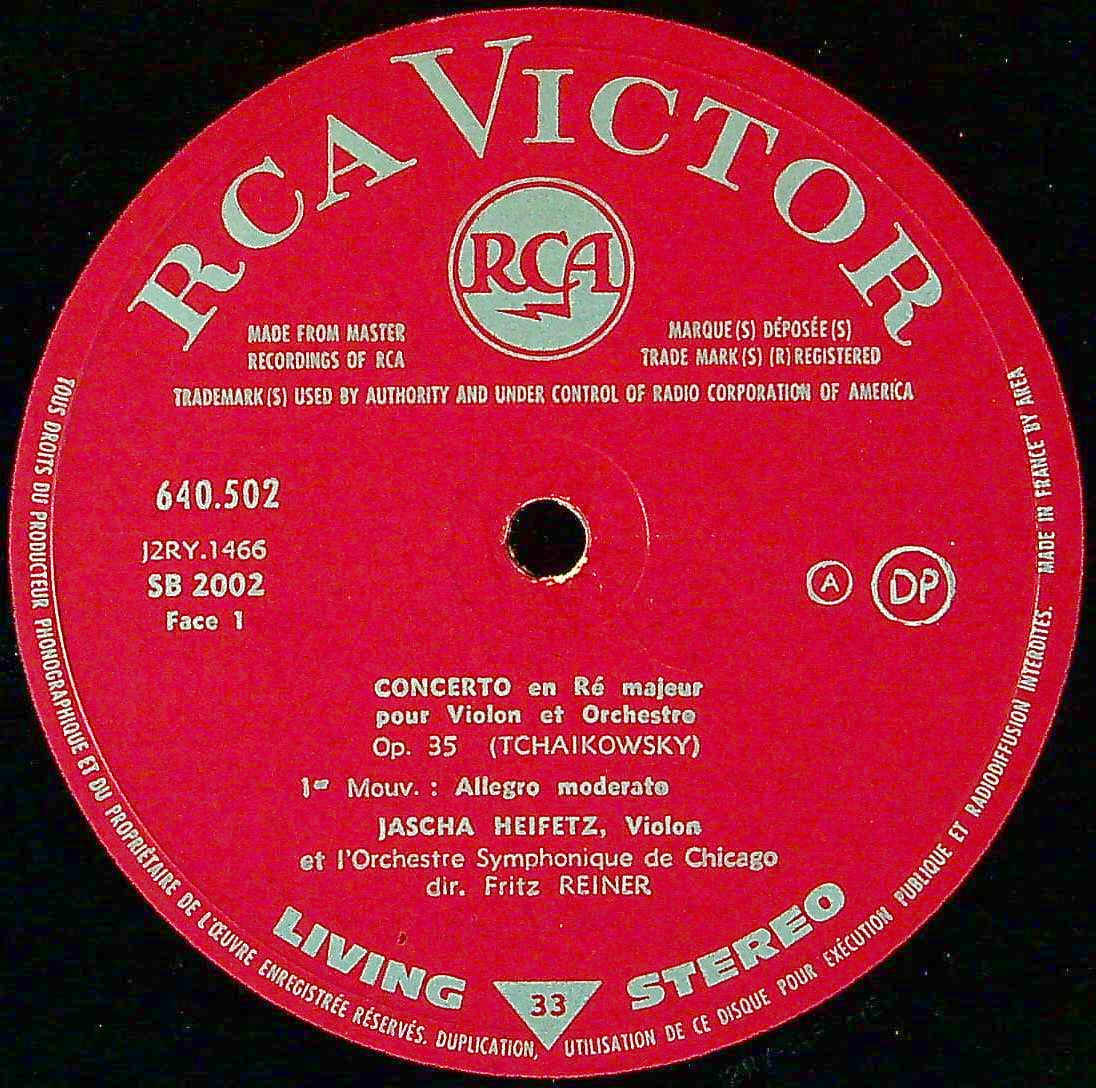 RCA VICTOR
RCA
MADE FROM MASTER
RECORDINGS OF RCA
MARQUE(S) DÉPOSÉE(S)
TRADE MARK(S) (R) REGISTERED
TRADEMARK(S) USED BY AUTHORITY AND UNDER CONTROL OF RADIO CORPORATION OF AMERICA
640.502
J2RY.1466
SB 2002
Face 1
A
DP
CONCERTO en Ré majeur
pour Violon et Orchestre
Op. 35 (TCHAIKOWSKY)
1er Mouv. : Allegro moderato
JASCHA HEIFETZ, Violon
et l'Orchestre Symphonique de Chicago
dir. Fritz REINER
LIVING STEREO
33
TOUS DROITS DU PRODUCTEUR PHONOGRAPHIQUE ET DU PROPRIÉTAIRE DE L'ŒUVRE ENREGISTRÉE RÉSERVÉS. DUPLICATION, UTILISATION DE CE DISQUE POUR EXÉCUTION PUBLIQUE ET RADIODIFFUSION INTERDITES. MADE IN FRANCE BY AREA